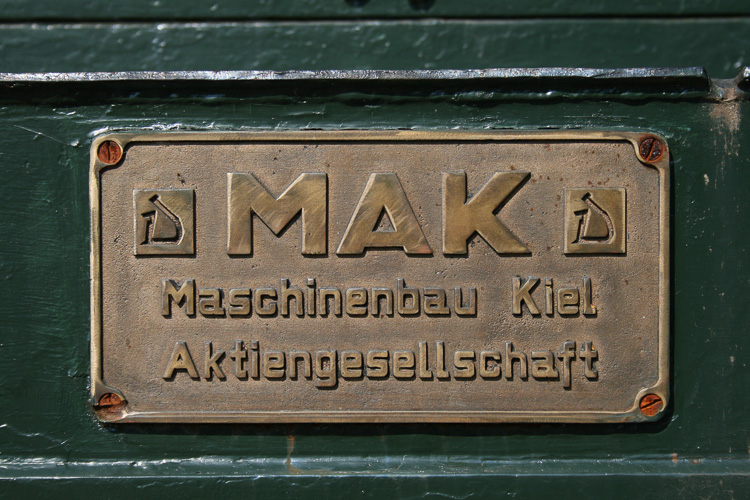 MAK
Maschinenbau Kiel
Aktiengesellschaft